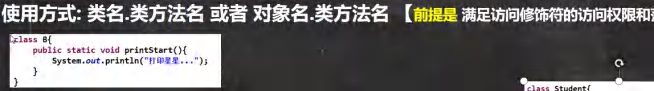 使用方式: 类名.类方法名 或者 对象名.类方法名 【前提是 满足访问修饰符的访问权限和
class B{
public static void printStart(){
System.out.println("打印星星...");
}
}
class Student{